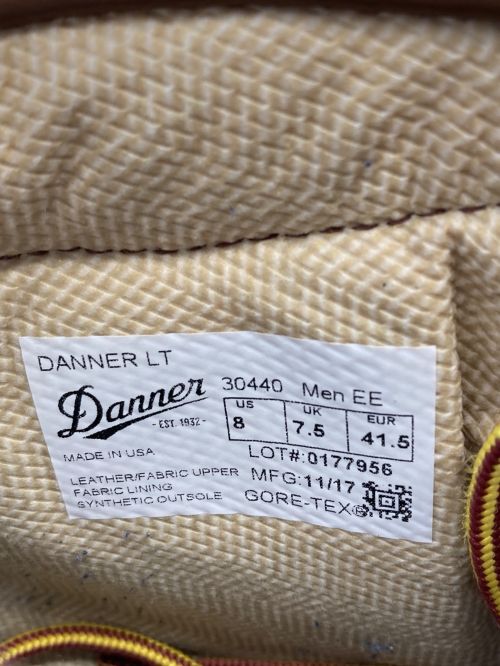 DANNER LT
Danner
- EST. 1932 -
30440 Men EE
US 8
UK 7.5
EUR 41.5
MADE IN USA
LOT#:0177956
LEATHER/FABRIC UPPER
FABRIC LINING
SYNTHETIC OUTSOLE
MFG:11/17
GORE-TEX®